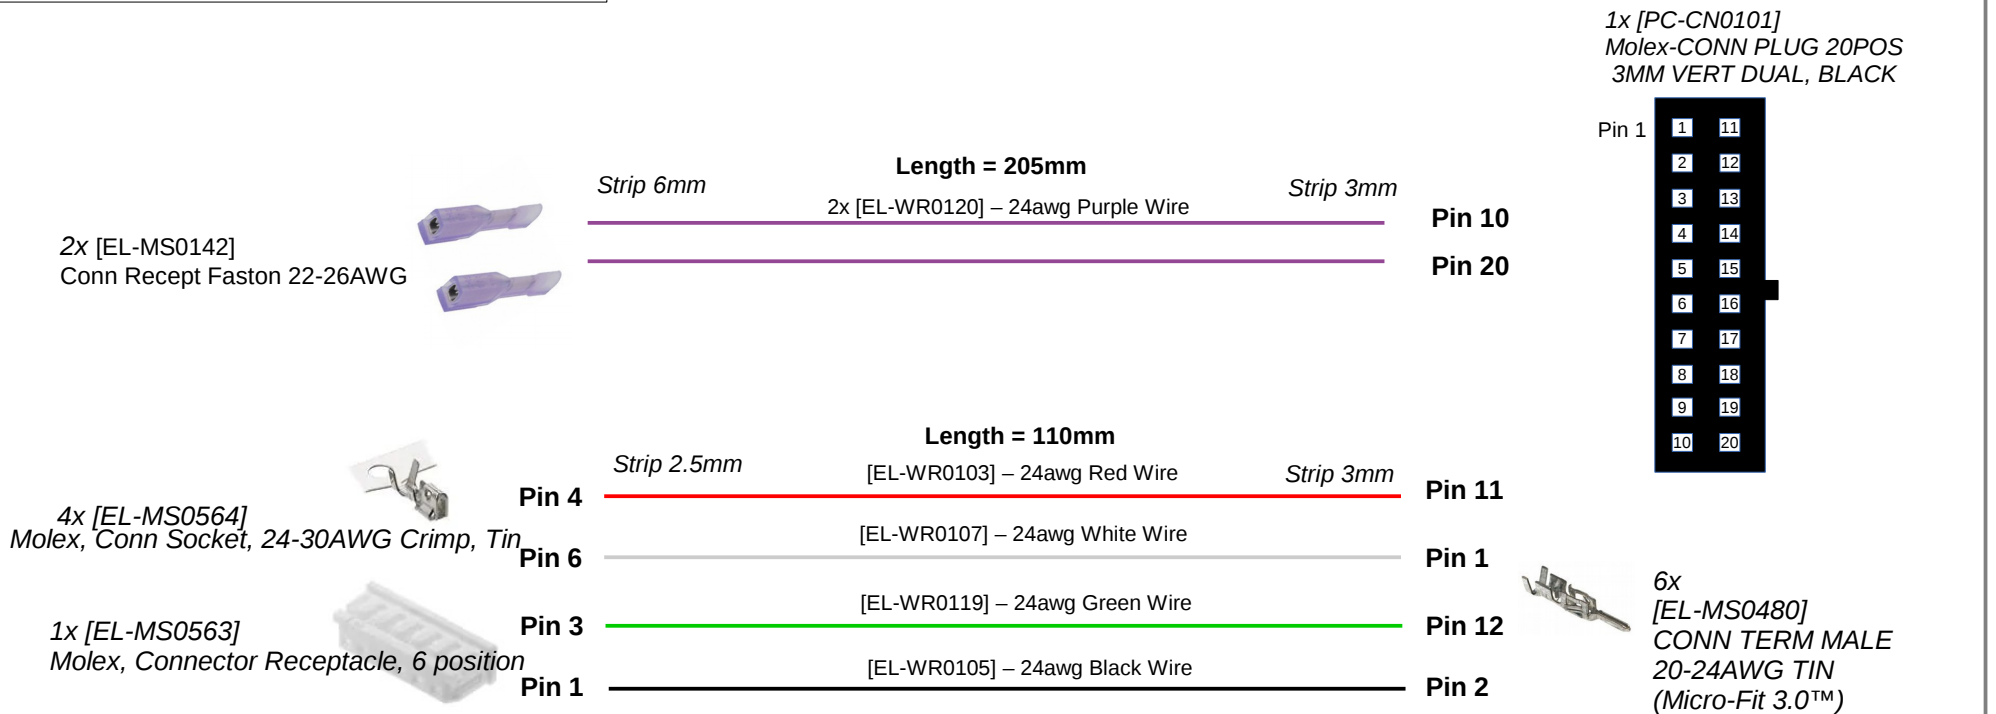 1x [PC-CN0101]
Molex-CONN PLUG 20POS
3MM VERT DUAL, BLACK
Pin 1
1 11
2 12
3 13
4 14
5 15
6 16
7 17
8 18
9 19
10 20
Length = 205mm
Strip 6mm
Strip 3mm
2x [EL-WR0120] – 24awg Purple Wire
Pin 10
Pin 20
2x [EL-MS0142]
Conn Recept Faston 22-26AWG
Length = 110mm
Strip 2.5mm
[EL-WR0103] – 24awg Red Wire
Strip 3mm
Pin 4
Pin 11
4x [EL-MS0564]
Molex, Conn Socket, 24-30AWG Crimp, Tin
[EL-WR0107] – 24awg White Wire
Pin 6
Pin 1
[EL-WR0119] – 24awg Green Wire
Pin 3
Pin 12
1x [EL-MS0563]
Molex, Connector Receptacle, 6 position
[EL-WR0105] – 24awg Black Wire
Pin 1
Pin 2
6x
[EL-MS0480]
CONN TERM MALE
20-24AWG TIN
(Micro-Fit 3.0™)